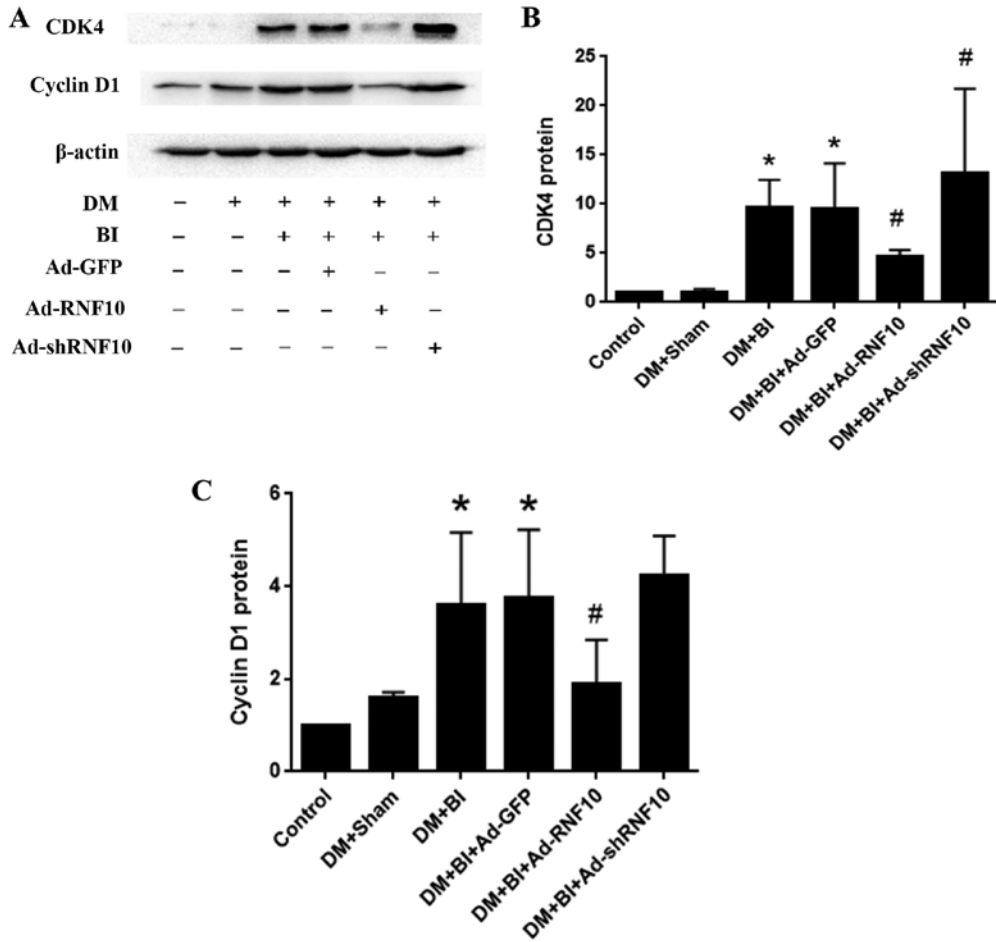 A
CDK4
Cyclin D1
β-actin
DM – + + + + +
BI – – + + + +
Ad-GFP – – – + – –
Ad-RNF10 – – – – + –
Ad-shRNF10 – – – – – +
B
CDK4 protein
25
20
15
10
5
0
* * # #
Control
DM+Sham
DM+BI
DM+BI+Ad-GFP
DM+BI+Ad-RNF10
DM+BI+Ad-shRNF10
C
Cyclin D1 protein
6
4
2
0
* * #
Control
DM+Sham
DM+BI
DM+BI+Ad-GFP
DM+BI+Ad-RNF10
DM+BI+Ad-shRNF10